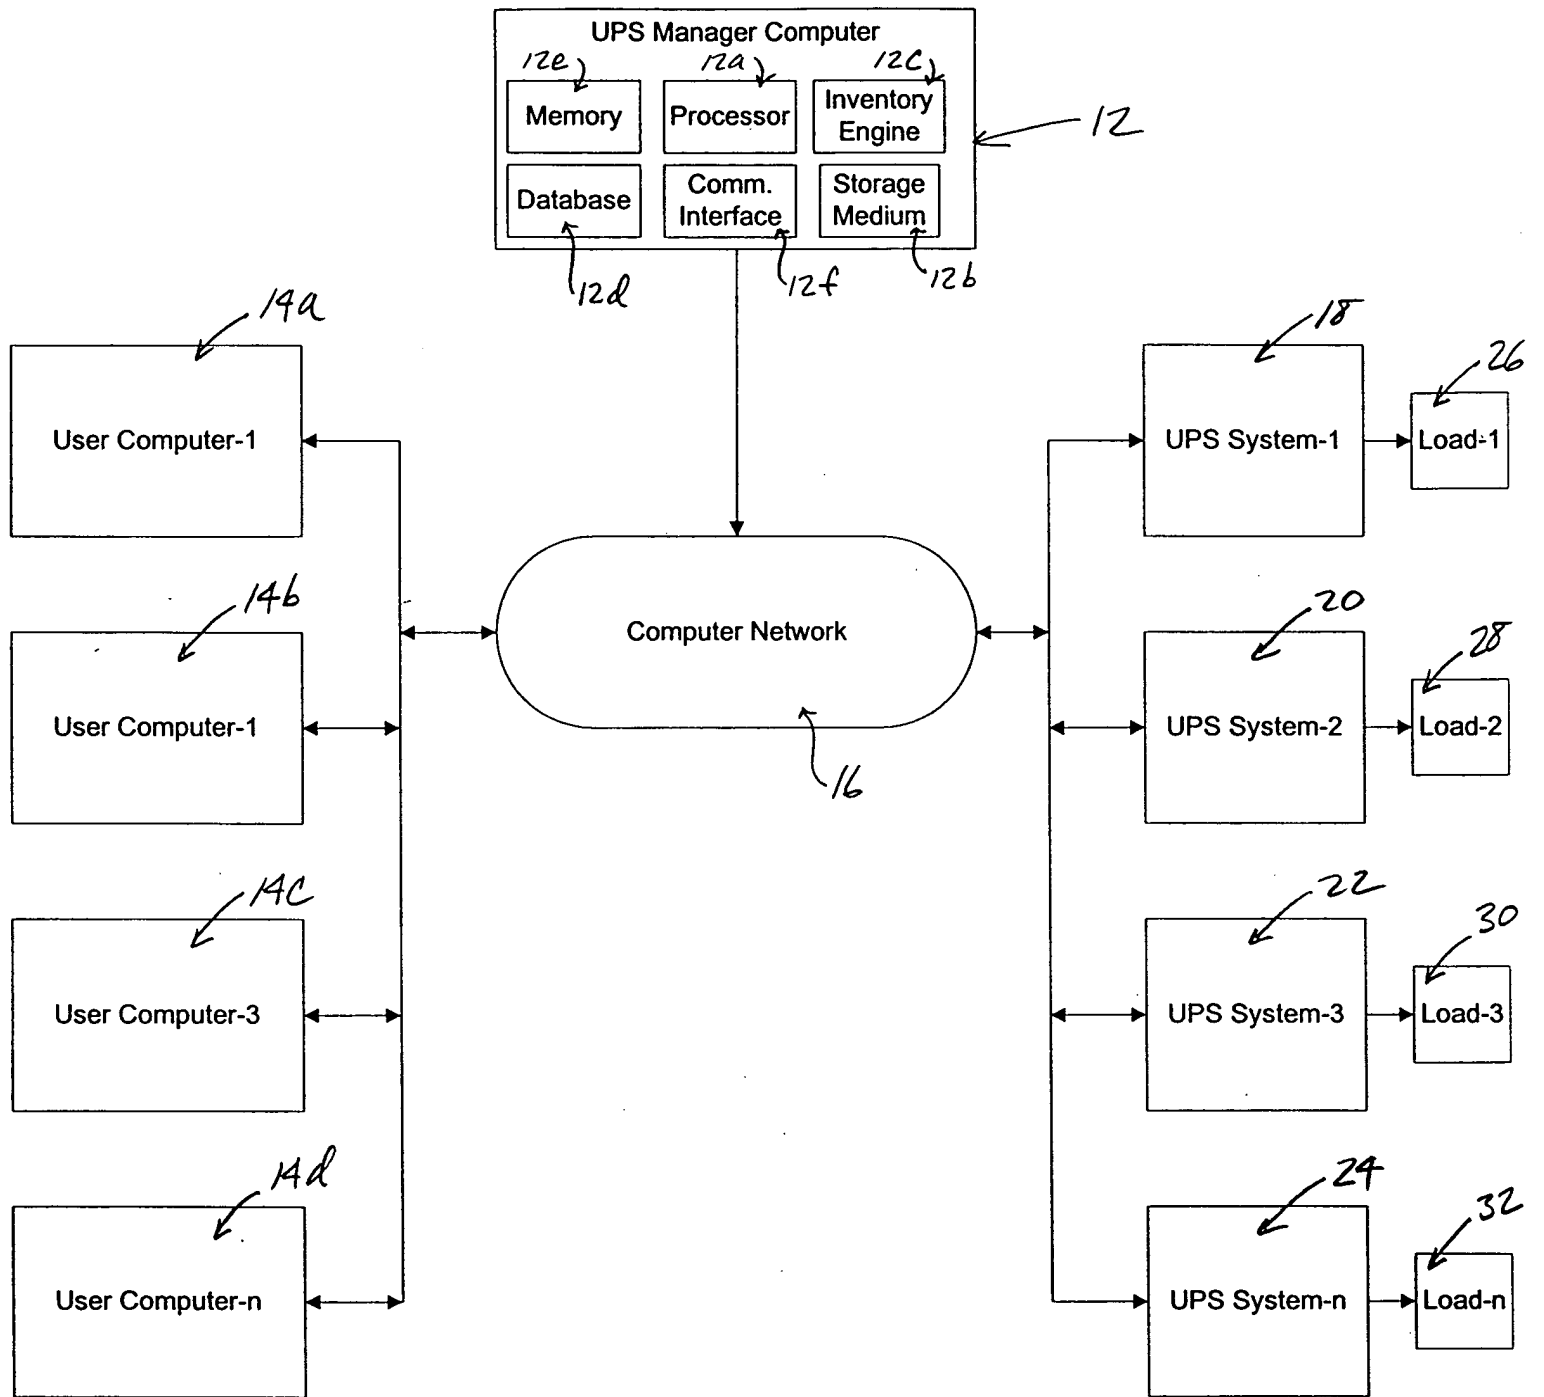 UPS Manager Computer
12e
12a
12c
Memory
Processor
Inventory
Engine
12
Database
Comm.
Interface
Storage
Medium
12d
12f
12b
14a
User Computer-1
14b
User Computer-1
14c
User Computer-3
14d
User Computer-n
Computer Network
16
18
UPS System-1
26
Load-1
20
UPS System-2
28
Load-2
22
UPS System-3
30
Load-3
24
UPS System-n
32
Load-n